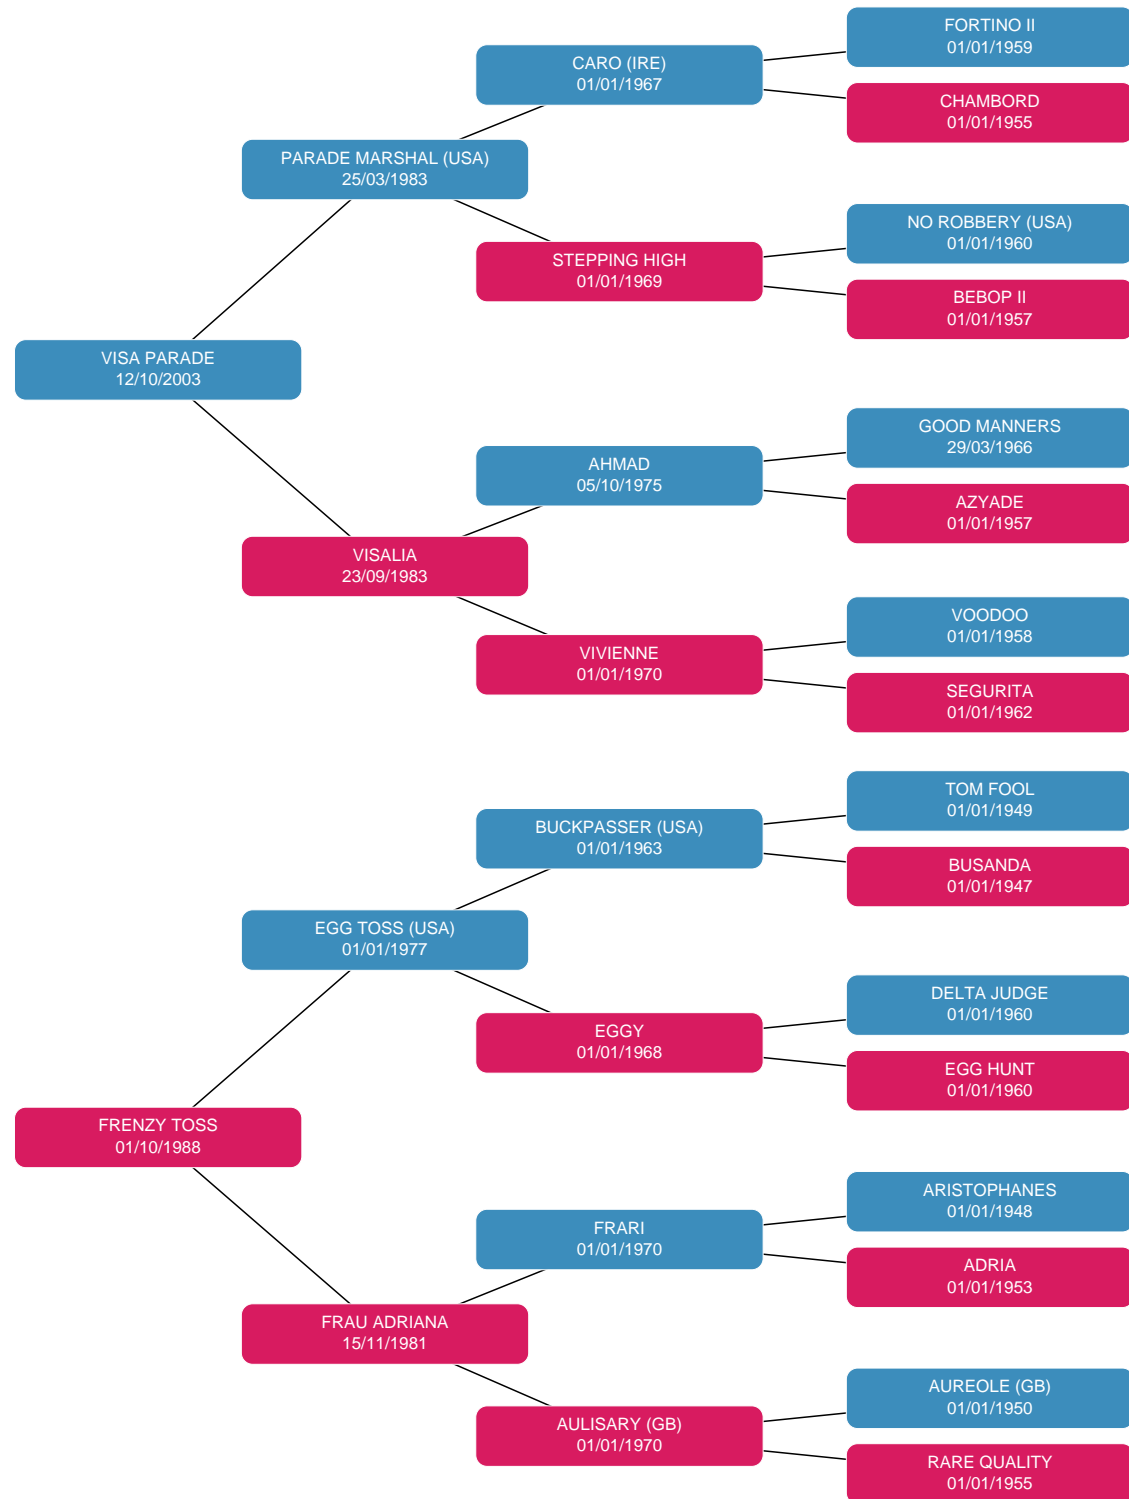 FORTINO II
01/01/1959
CARO (IRE)
01/01/1967
CHAMBORD
01/01/1955
PARADE MARSHAL (USA)
25/03/1983
NO ROBBERY (USA)
01/01/1960
STEPPING HIGH
01/01/1969
BEBOP II
01/01/1957
VISA PARADE
12/10/2003
GOOD MANNERS
29/03/1966
AHMAD
05/10/1975
AZYADE
01/01/1957
VISALIA
23/09/1983
VOODOO
01/01/1958
VIVIENNE
01/01/1970
SEGURITA
01/01/1962
TOM FOOL
01/01/1949
BUCKPASSER (USA)
01/01/1963
BUSANDA
01/01/1947
EGG TOSS (USA)
01/01/1977
DELTA JUDGE
01/01/1960
EGGY
01/01/1968
EGG HUNT
01/01/1960
FRENZY TOSS
01/10/1988
ARISTOPHANES
01/01/1948
FRARI
01/01/1970
ADRIA
01/01/1953
FRAU ADRIANA
15/11/1981
AUREOLE (GB)
01/01/1950
AULISARY (GB)
01/01/1970
RARE QUALITY
01/01/1955